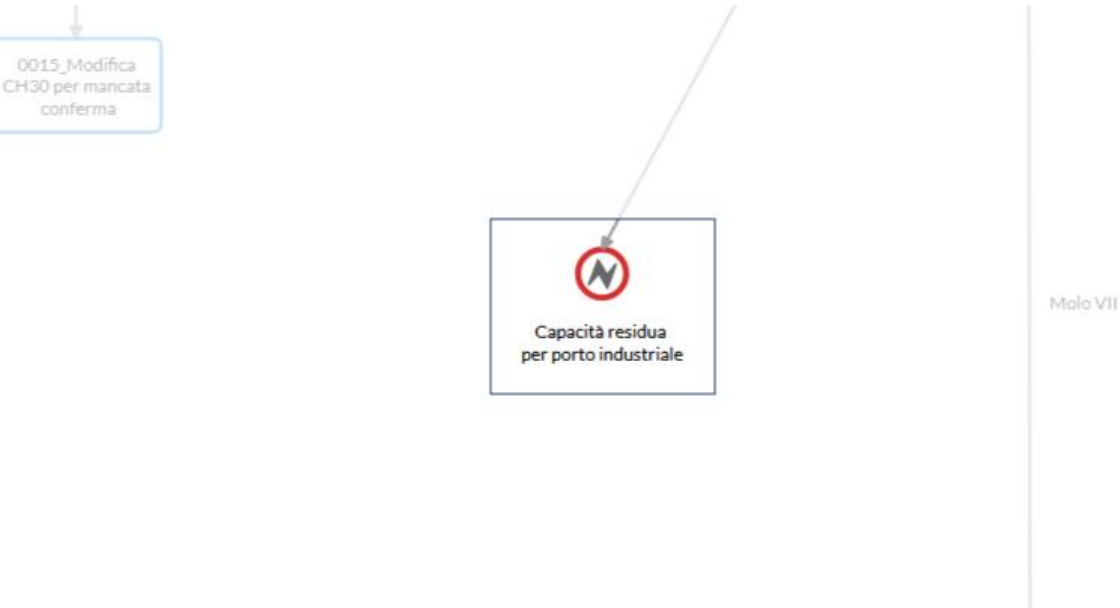 0015_Modifica
CH30 per mancata
conferma
Capacità residua
per porto industriale
Molo VII